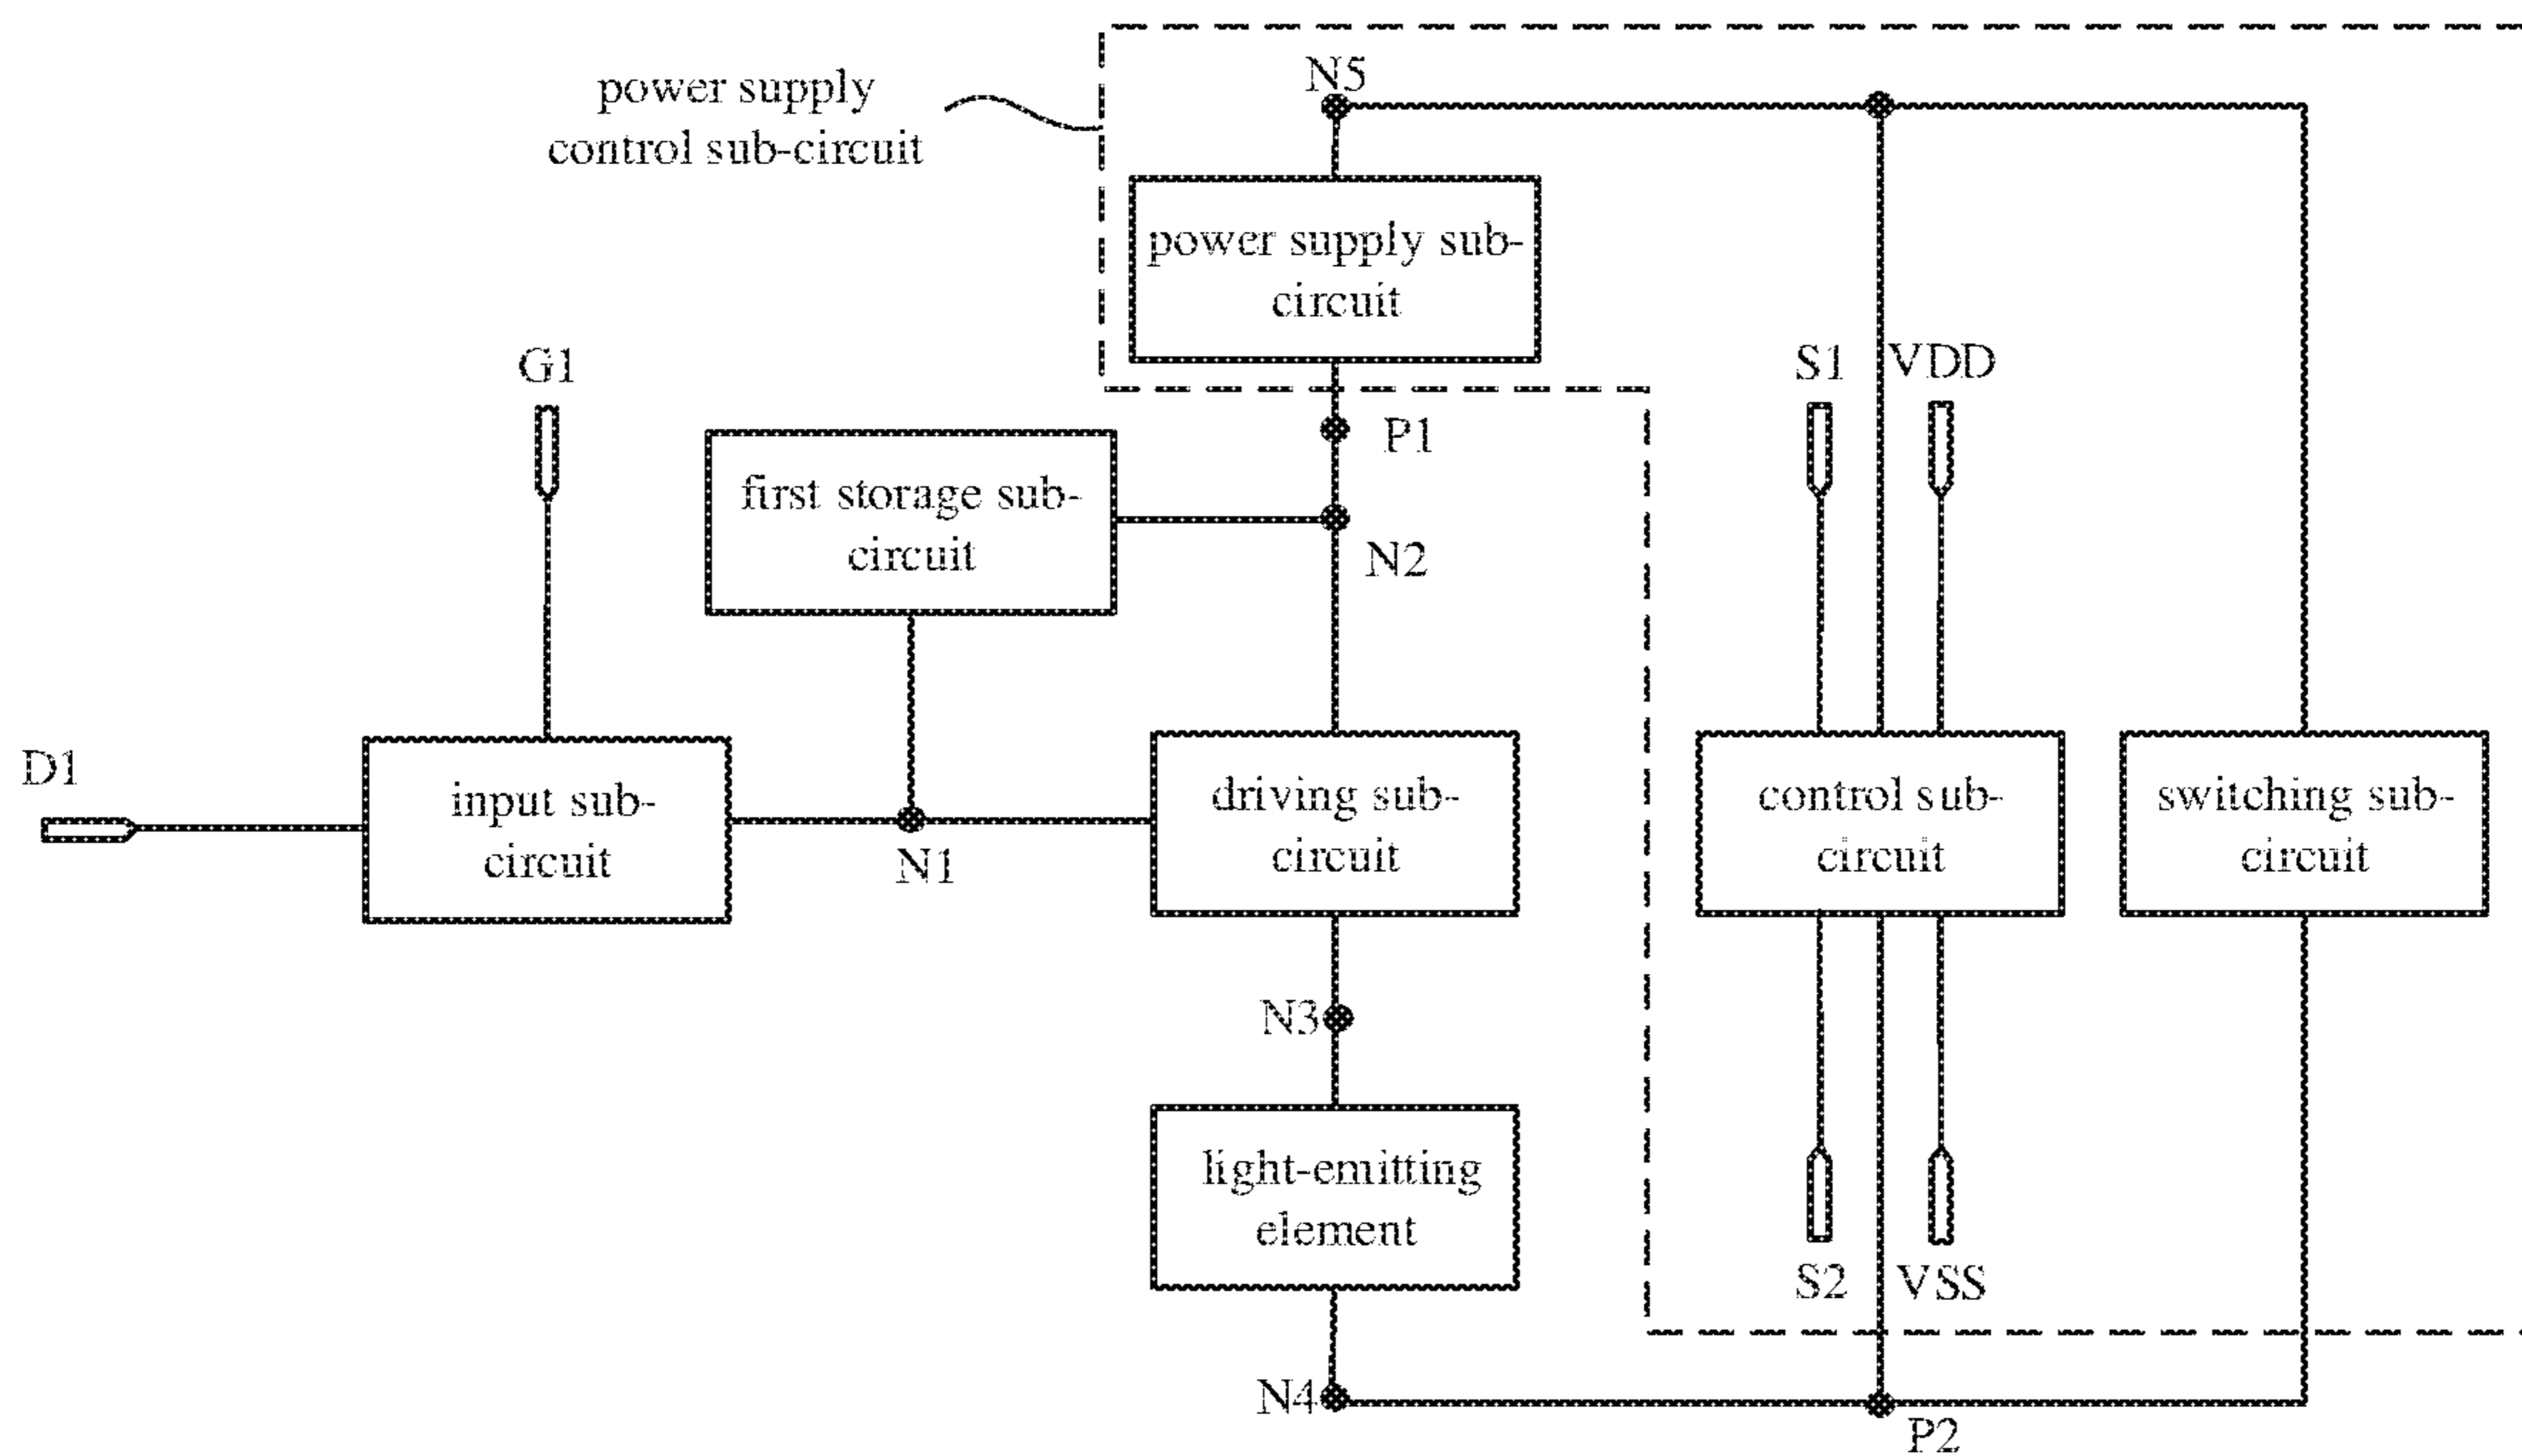 N5
power supply
control sub-circuit
power supply sub-
circuit
G1
S1
VDD
P1
first storage sub-
circuit
N2
D1
input sub-
circuit
N1
driving sub-
circuit
control sub-
circuit
switching sub-
circuit
N3
light-emitting
element
S2
VSS
N4
P2